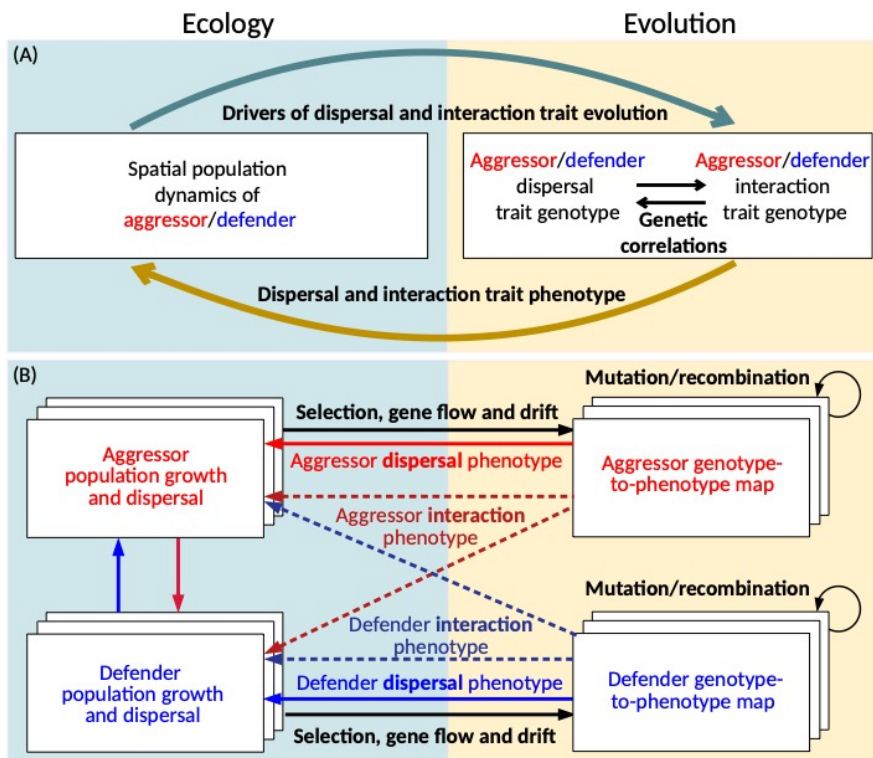 Ecology
Evolution
(A)
Drivers of dispersal and interaction trait evolution
Spatial population
dynamics of
aggressor/defender
Aggressor/defender
dispersal
trait genotype
Aggressor/defender
interaction
trait genotype
Genetic
correlations
Dispersal and interaction trait phenotype
(B)
Mutation/recombination
Selection, gene flow and drift
Aggressor dispersal phenotype
Aggressor
population growth
and dispersal
Aggressor genotype-
to-phenotype map
Aggressor interaction
phenotype
Mutation/recombination
Defender interaction
phenotype
Defender
population growth
and dispersal
Defender dispersal phenotype
Defender genotype-
to-phenotype map
Selection, gene flow and drift